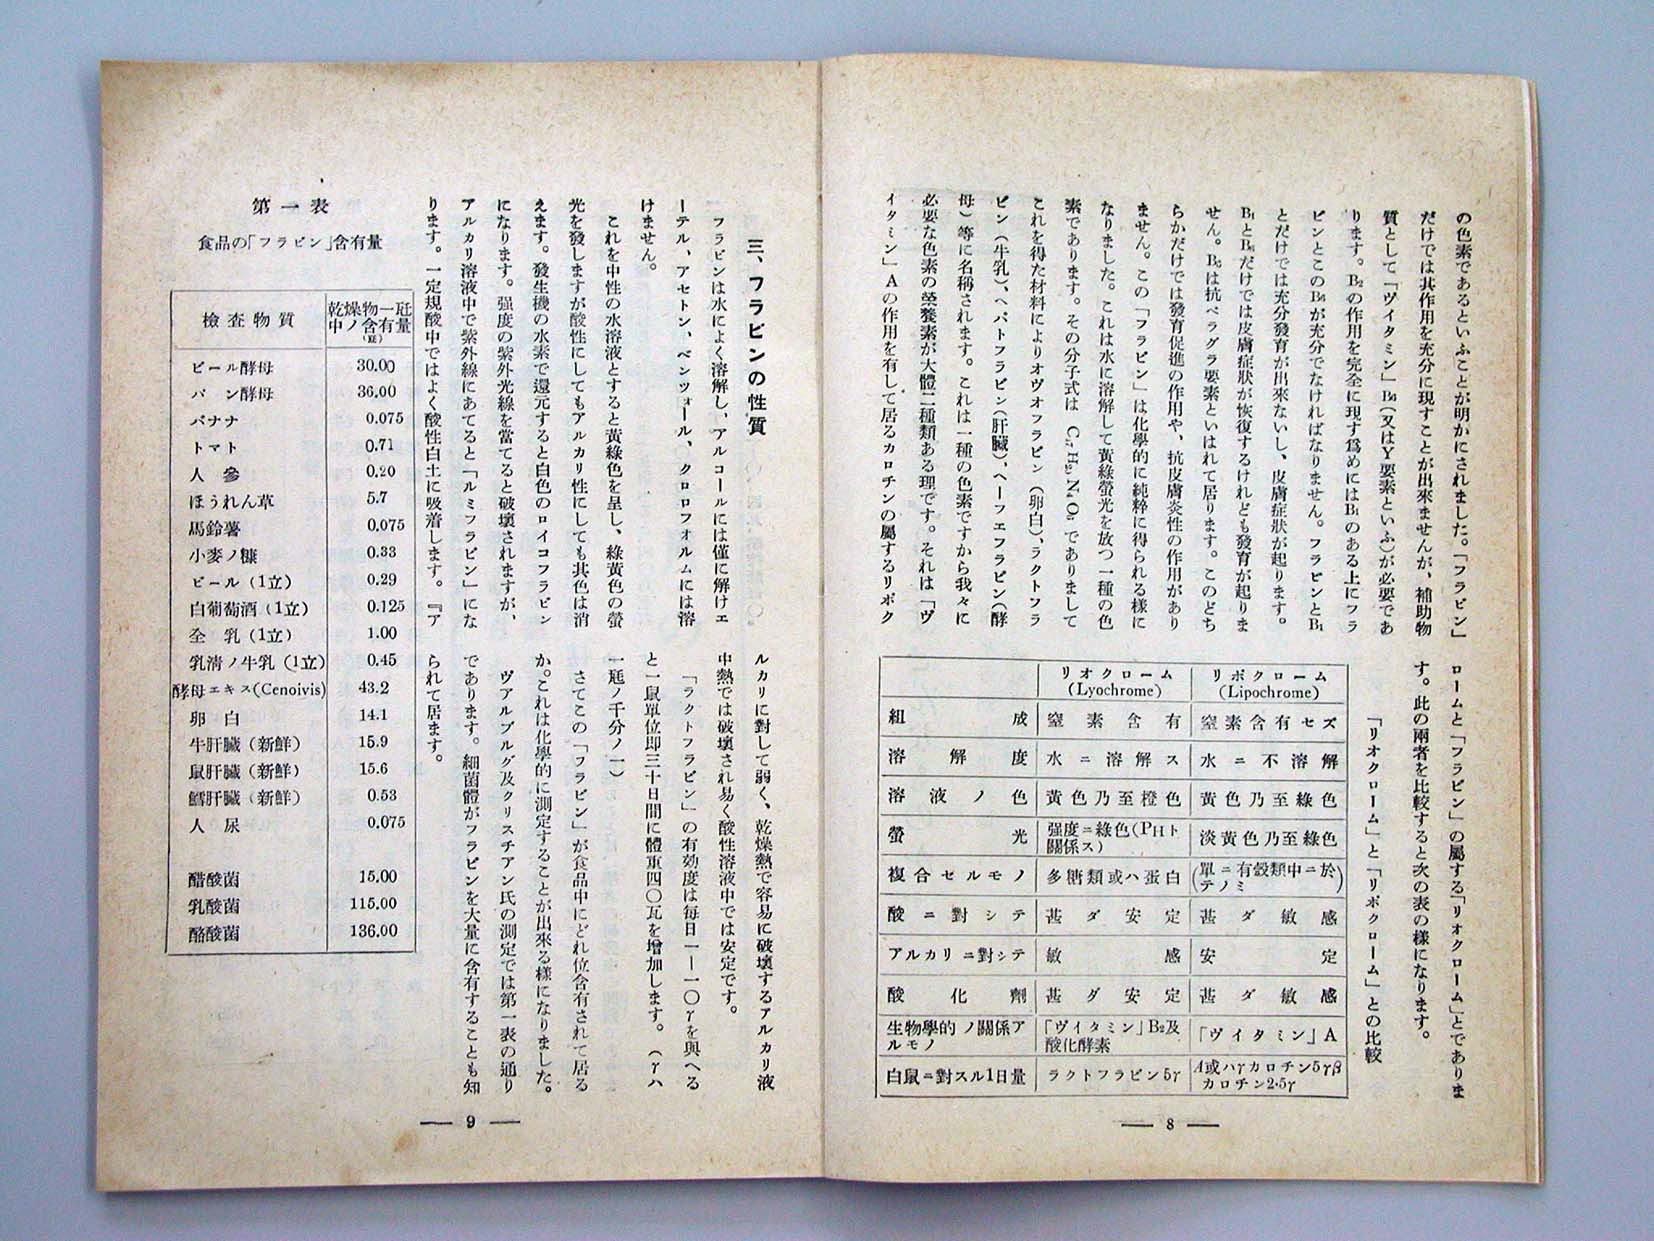 の色素であるといふことが明かにされました。「フラビン」
だけでは其作用を充分に現すことが出來ませんが、補助物
質として「ヴイタミン」B₄(又はY要素といふ)が必要であ
ります。B₂の作用を完全に現す爲めにはB₁のある上にフラ
ビンとこのB₄が充分でなければなりません。フラビンとB₁
とだけでは充分發育が出來ないし、皮膚症狀が起ります。
B₁とB₄だけでは皮膚症狀が恢復するけれども發育が起りま
せん。B₂は抗ペラグラ要素といはれて居ります。このどち
らかだけでは發育促進の作用や、抗皮膚炎性の作用があり
ません。この「フラビン」は化學的に純粹に得られる樣に
なりました。これは水に溶解して黃綠螢光を放つ一種の色
素であります。その分子式は C₁₇H₂₀N₄O₆ でありまして
これを得た材料によりオヴオフラビン(卵白)、ラクトフラ
ビン(牛乳)、ヘパトフラビン(肝臟)、ヘーフエフラビン(酵
母)等に名稱されます。これは一種の色素ですから我々に
必要な色素の榮養素が大體二種類ある理です。それは「ヴ
イタミン」Aの作用を有して居るカロチンの屬するリポク
ロームと「フラビン」の屬する「リオクローム」とでありま
す。此の兩者を比較すると次の表の樣になります。
「リオクローム」と「リポクローム」との比較
リオクローム (Lyochrome) リポクローム (Lipochrome)
組成 窒素含有 窒素含有セズ
溶解度 水ニ溶解ス 水ニ不溶解
溶液ノ色 黃色乃至橙色 黃色乃至綠色
螢光 强度ニ綠色(PHト關係ス) 淡黃色乃至綠色
複合セルモノ 多糖類或ハ蛋白 (單ニ有殼類中ニ於テノミ)
酸ニ對シテ 甚ダ安定 甚ダ敏感
アルカリニ對シテ 敏感 安定
酸化劑 甚ダ安定 甚ダ敏感
生物學的ノ關係アルモノ 「ヴイタミン」B₂及酸化酵素 「ヴイタミン」A
白鼠ニ對スル1日量 ラクトフラビン5γ A或ハγカロチン5γβカロチン2·5γ
— 8 —
三、フラビンの性質
フラビンは水によく溶解し、アルコールには僅に解けエ
ーテル、アセトン、ベンツォール、クロロフオルムには溶
けません。
これを中性の水溶液とすると黃綠色を呈し、綠黃色の螢
光を發しますが酸性にしてもアルカリ性にしても其色は消
えます。發生機の水素で還元すると白色のロイコフラビン
になります。强度の紫外光線を當てると破壞されますが、
アルカリ溶液中で紫外線にあてると「ルミフラビン」にな
ります。一定規酸中ではよく酸性白土に吸着します。『ア
ルカリに對して弱く、乾燥熱で容易に破壞するアルカリ液
中熱では破壞され易く酸性溶液中では安定です。
「ラクトフラビン」の有効度は每日一—一〇γを與へる
と一鼠單位卽三十日間に體重四〇瓦を增加します。(γハ
一瓱ノ千分ノ一)
さてこの「フラビン」が食品中にどれ位含有されて居る
か。これは化學的に測定することが出來る樣になりました。
ヴアルブルグ及クリスチアン氏の測定では第一表の通り
であります。細菌體がフラビンを大量に含有することも知
られて居ます。
第一表
食品の「フラビン」含有量
檢査物質 乾燥物一瓩中ノ含有量(瓱)
ビール酵母 30.00
パン酵母 36.00
バナナ 0.075
トマト 0.71
人參 0.20
ほうれん草 5.7
馬鈴薯 0.075
小麥ノ糠 0.33
ビール(1立) 0.29
白葡萄酒(1立) 0.125
全乳(1立) 1.00
乳淸ノ牛乳(1立) 0.45
酵母エキス(Cenoivis) 43.2
卵白 14.1
牛肝臟(新鮮) 15.9
鼠肝臟(新鮮) 15.6
鱈肝臟(新鮮) 0.53
人尿 0.075
醋酸菌 15.00
乳酸菌 115.00
酪酸菌 136.00
— 9 —